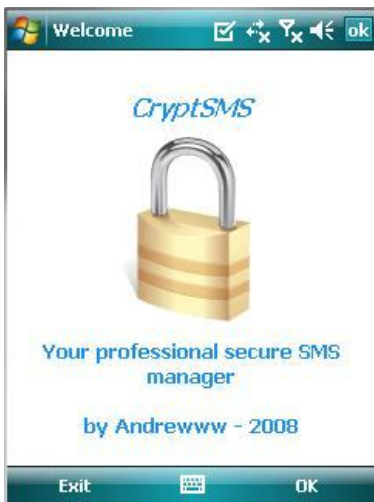 Welcome
ok
CryptSMS
Your professional secure SMS
manager
by Andrewww - 2008
Exit
OK